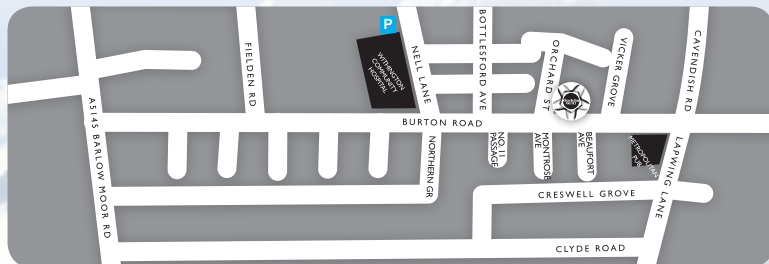 P
WITHINGTON
COMMUNITY
HOSPITAL
NELL LANE
BOTTLESFORD AVE
ORCHARD ST
VICKER GROVE
CAVENDISH RD
FIELDEN RD
A5145 BARLOW MOOR RD
BURTON ROAD
NORTHERN GR
NO. 11
PASSAGE
MONTROSE
AVE
BEAUFORT
AVE
METROPOLITAN
PUB
LAPWING LANE
CRESWELL GROVE
CLYDE ROAD